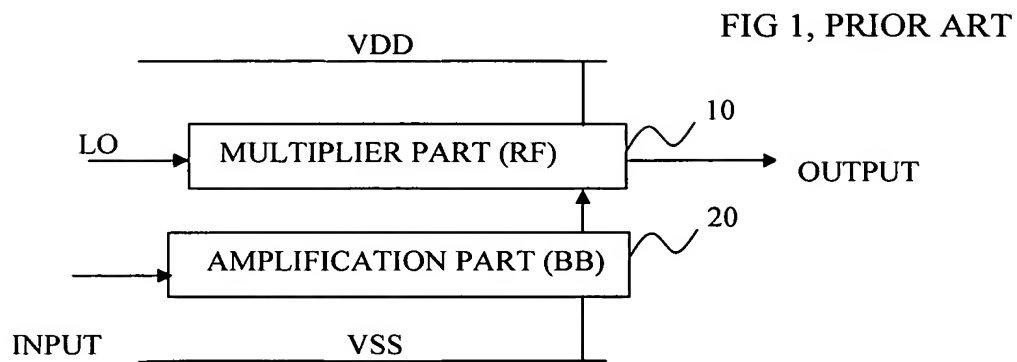 FIG 1, PRIOR ART
VDD
10
LO
MULTIPLIER PART (RF)
OUTPUT
20
AMPLIFICATION PART (BB)
INPUT
VSS